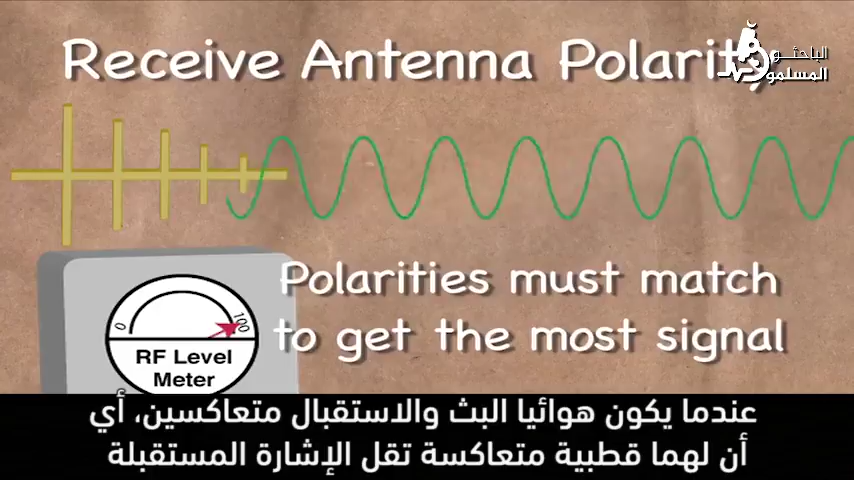 Receive Antenna Polarity
الباحثون
المسلمون
0
100
RF Level
Meter
Polarities must match
to get the most signal
عندما يكون هوائيا البث والاستقبال متعاكسين، أي
أن لهما قطبية متعاكسة تقل الإشارة المستقبلة